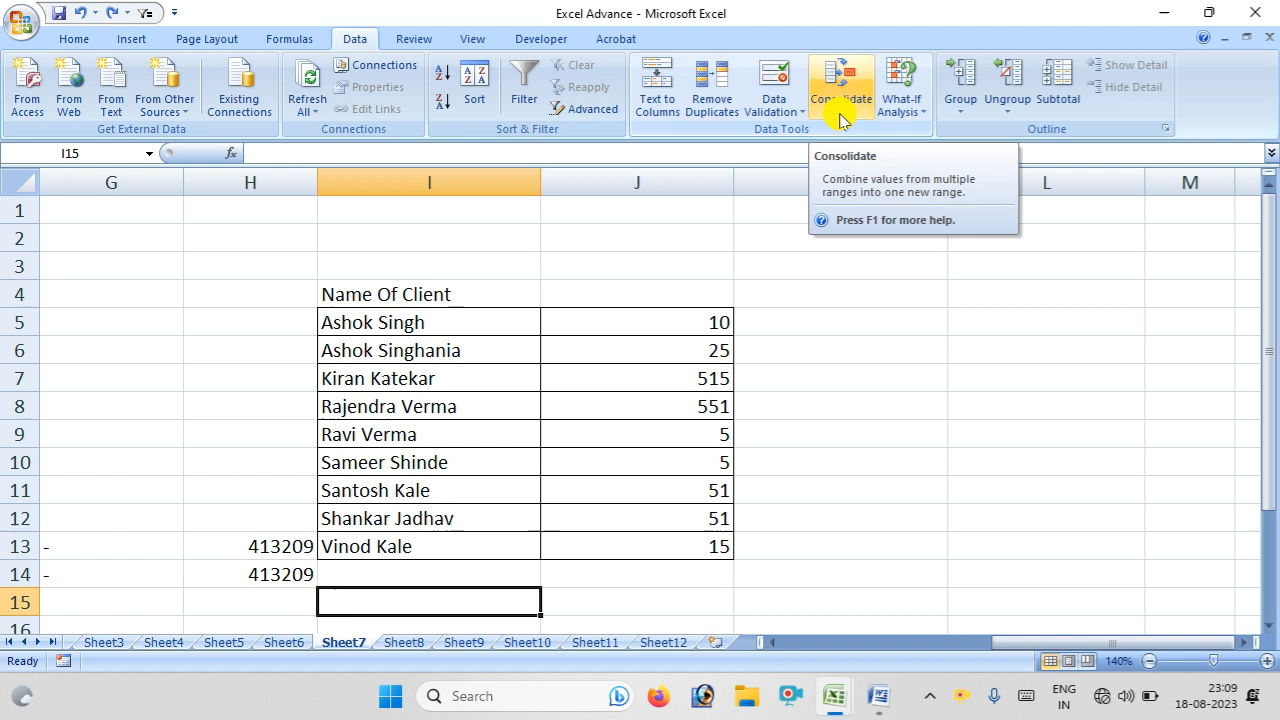 Excel Advance - Microsoft Excel
Home Insert Page Layout Formulas Data Review View Developer Acrobat
From Access
From Web
From Text
From Other Sources
Existing Connections
Get External Data
Refresh All
Connections
Properties
Edit Links
Connections
Sort
Filter
Clear
Reapply
Advanced
Sort & Filter
Text to Columns
Remove Duplicates
Data Validation
Consolidate
What-If Analysis
Data Tools
Group
Ungroup
Subtotal
Show Detail
Hide Detail
Outline
I15 fx
Consolidate
Combine values from multiple
ranges into one new range.
Press F1 for more help.
G H I J L M
1
2
3
4 Name Of Client
5 Ashok Singh 10
6 Ashok Singhania 25
7 Kiran Katekar 515
8 Rajendra Verma 551
9 Ravi Verma 5
10 Sameer Shinde 5
11 Santosh Kale 51
12 Shankar Jadhav 51
13 - 413209 Vinod Kale 15
14 - 413209
15
16
Sheet3 Sheet4 Sheet5 Sheet6 Sheet7 Sheet8 Sheet9 Sheet10 Sheet11 Sheet12
Ready 140%
Search
ENG
IN
23:09
18-08-2023